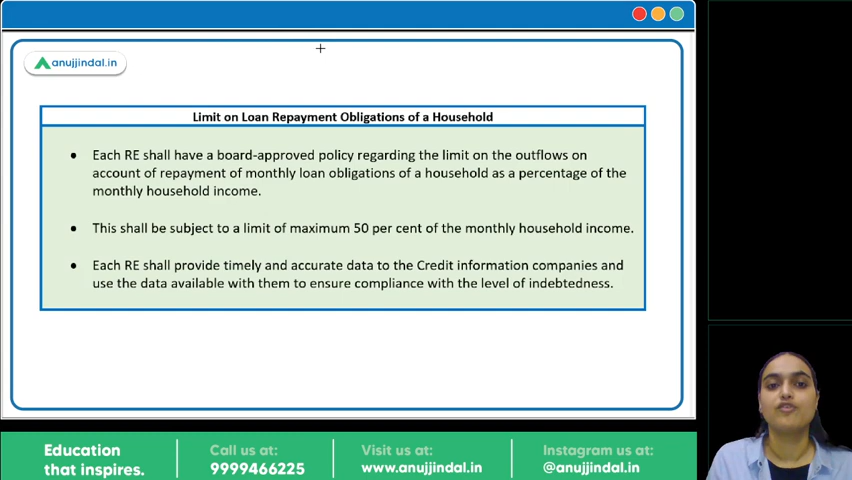 anujjindal.in
Limit on Loan Repayment Obligations of a Household
• Each RE shall have a board-approved policy regarding the limit on the outflows on
account of repayment of monthly loan obligations of a household as a percentage of the
monthly household income.
• This shall be subject to a limit of maximum 50 per cent of the monthly household income.
• Each RE shall provide timely and accurate data to the Credit information companies and
use the data available with them to ensure compliance with the level of indebtedness.
Education
that inspires.
Call us at:
9999466225
Visit us at:
www.anujjindal.in
Instagram us at:
@anujjindal.in